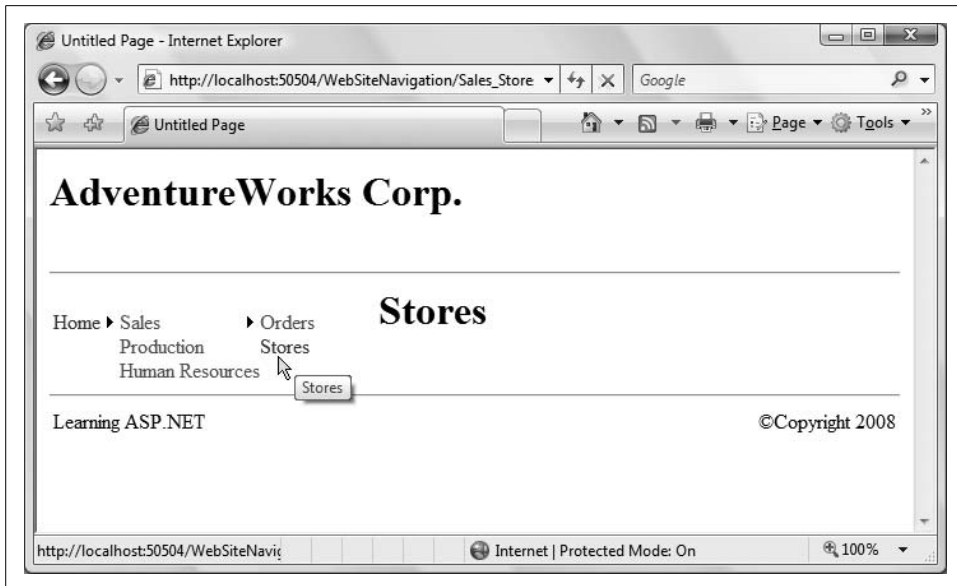 Untitled Page - Internet Explorer
http://localhost:50504/WebSiteNavigation/Sales_Store
Google
Untitled Page
Page
Tools
AdventureWorks Corp.
Stores
Home Sales Orders
Production Stores
Human Resources
Stores
Learning ASP.NET ©Copyright 2008
http://localhost:50504/WebSiteNavig
Internet | Protected Mode: On
100%